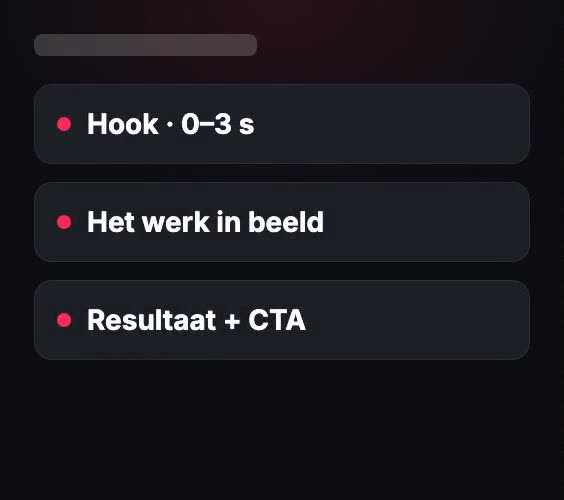 Hook · 0–3 s
Het werk in beeld
Resultaat + CTA